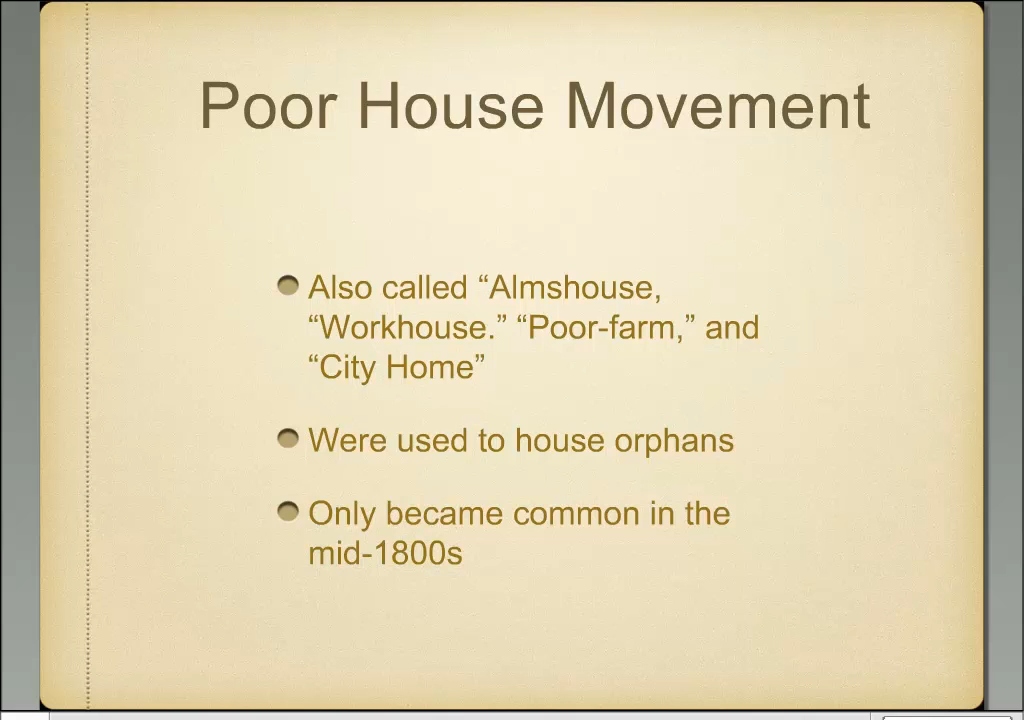 Poor House Movement
Also called “Almshouse,
“Workhouse.” “Poor-farm,” and
“City Home”
Were used to house orphans
Only became common in the
mid-1800s